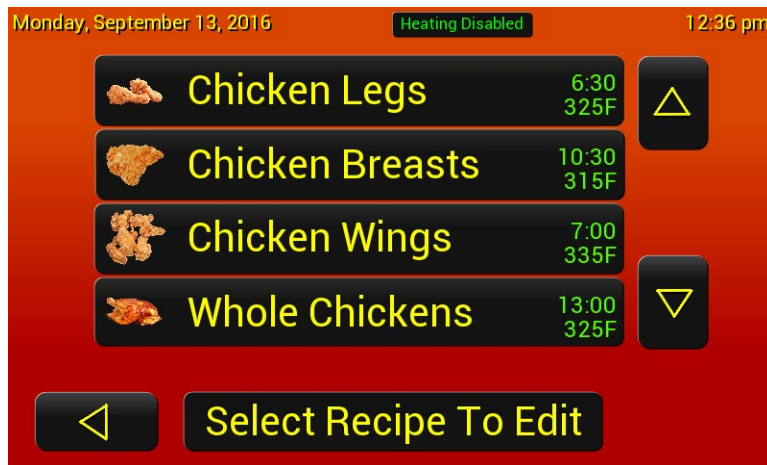 Monday, September 13, 2016 Heating Disabled 12:36 pm
Chicken Legs 6:30
325F
Chicken Breasts 10:30
315F
Chicken Wings 7:00
335F
Whole Chickens 13:00
325F
Select Recipe To Edit